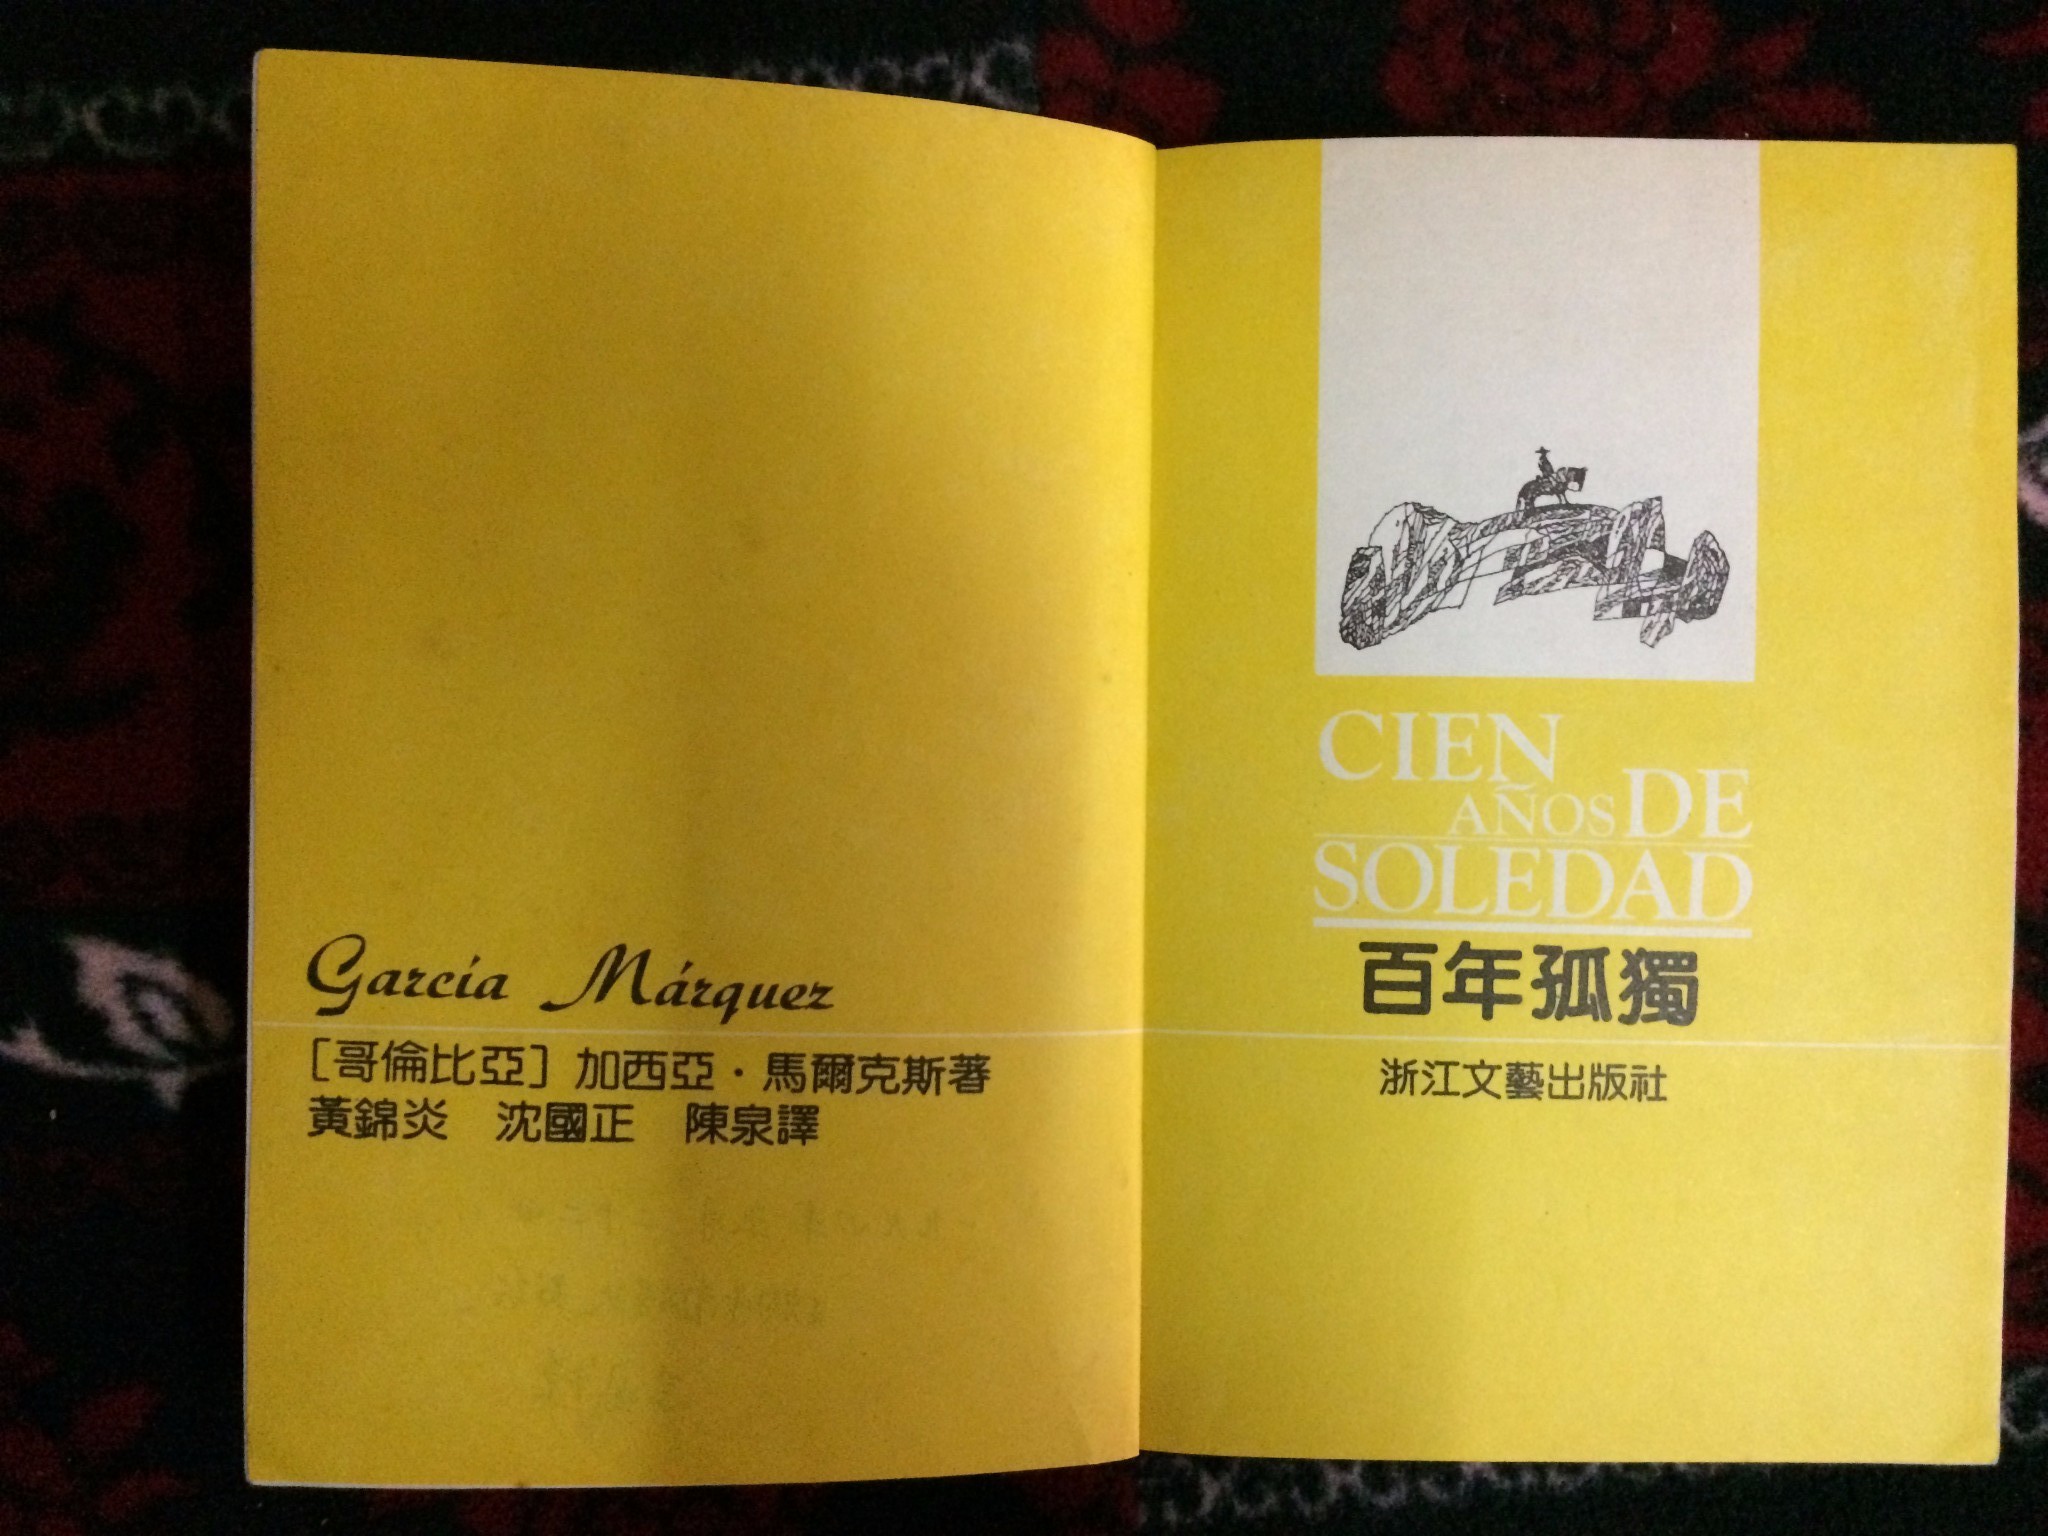 García Márquez
[哥倫比亞] 加西亞·馬爾克斯著
黃錦炎 沈國正 陳泉譯
CIEN
AÑOS DE
SOLEDAD
百年孤獨
浙江文藝出版社